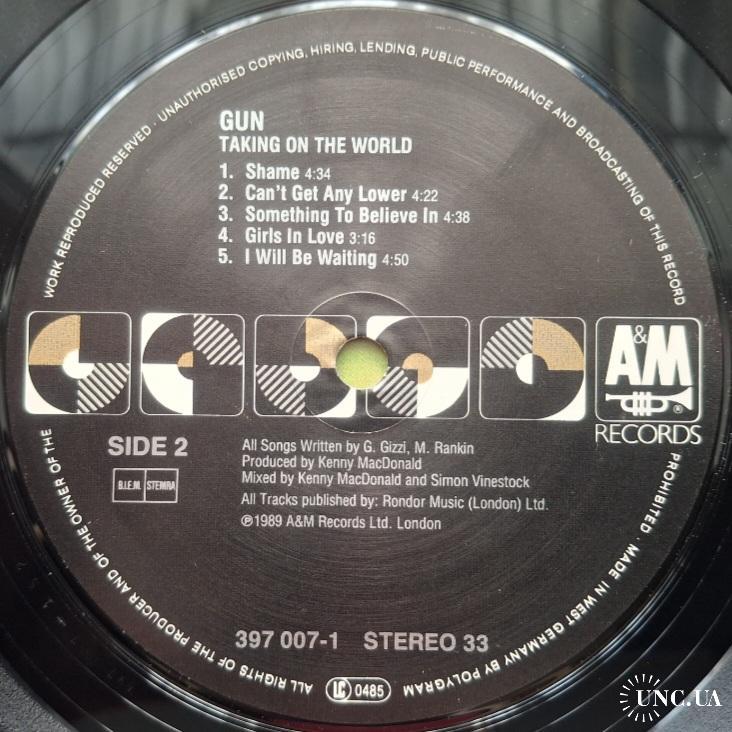 WORK REPRODUCED RESERVED · UNAUTHORISED COPYING, HIRING, LENDING, PUBLIC PERFORMANCE AND BROADCASTING OF THIS RECORD
GUN
TAKING ON THE WORLD
1. Shame 4:34
2. Can't Get Any Lower 4:22
3. Something To Believe In 4:38
4. Girls In Love 3:16
5. I Will Be Waiting 4:50
A&M
®
RECORDS
SIDE 2
B.I.E.M. STEMRA
All Songs Written by G. Gizzi, M. Rankin
Produced by Kenny MacDonald
Mixed by Kenny MacDonald and Simon Vinestock
All Tracks published by: Rondor Music (London) Ltd.
℗1989 A&M Records Ltd. London
397 007-1 STEREO 33
PROHIBITED · MADE IN WEST GERMANY BY POLYGRAM
LC 0485
ALL RIGHTS OF THE PRODUCER AND OF THE OWNER OF THE
UNC.UA